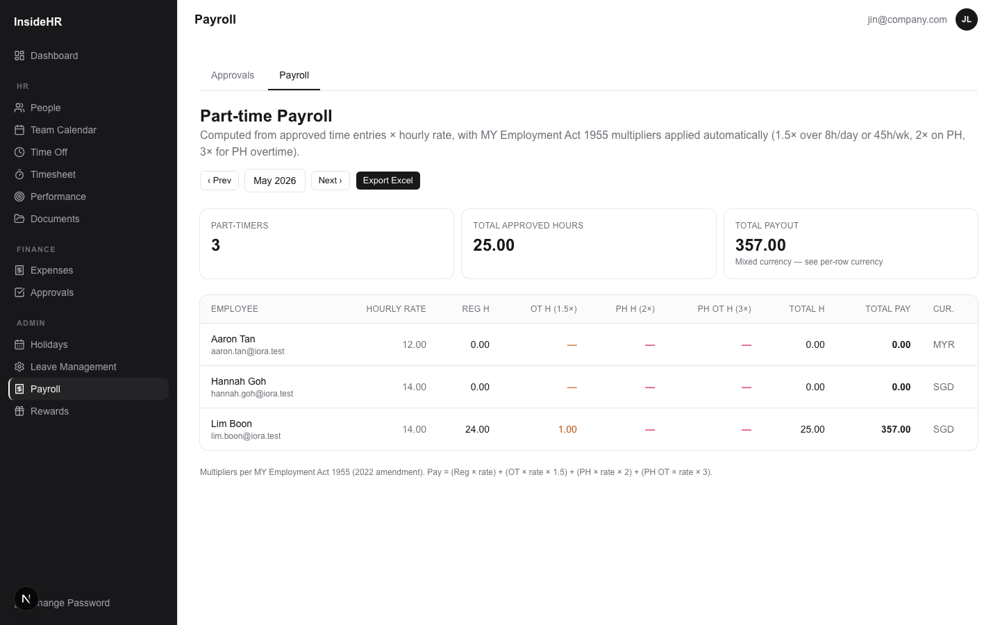 InsideHR
Dashboard
HR
People
Team Calendar
Time Off
Timesheet
Performance
Documents
FINANCE
Expenses
Approvals
ADMIN
Holidays
Leave Management
Payroll
Rewards
N
hange Password
Payroll
jin@company.com
JL
Approvals
Payroll
Part-time Payroll
Computed from approved time entries × hourly rate, with MY Employment Act 1955 multipliers applied automatically (1.5× over 8h/day or 45h/wk, 2× on PH,
3× for PH overtime).
‹ Prev May 2026 Next › Export Excel
PART-TIMERS
3
TOTAL APPROVED HOURS
25.00
TOTAL PAYOUT
357.00
Mixed currency — see per-row currency
EMPLOYEE HOURLY RATE REG H OT H (1.5×) PH H (2×) PH OT H (3×) TOTAL H TOTAL PAY CUR.
Aaron Tan
aaron.tan@iora.test
12.00 0.00 — — — 0.00 0.00 MYR
Hannah Goh
hannah.goh@iora.test
14.00 0.00 — — — 0.00 0.00 SGD
Lim Boon
lim.boon@iora.test
14.00 24.00 1.00 — — 25.00 357.00 SGD
Multipliers per MY Employment Act 1955 (2022 amendment). Pay = (Reg × rate) + (OT × rate × 1.5) + (PH × rate × 2) + (PH OT × rate × 3).